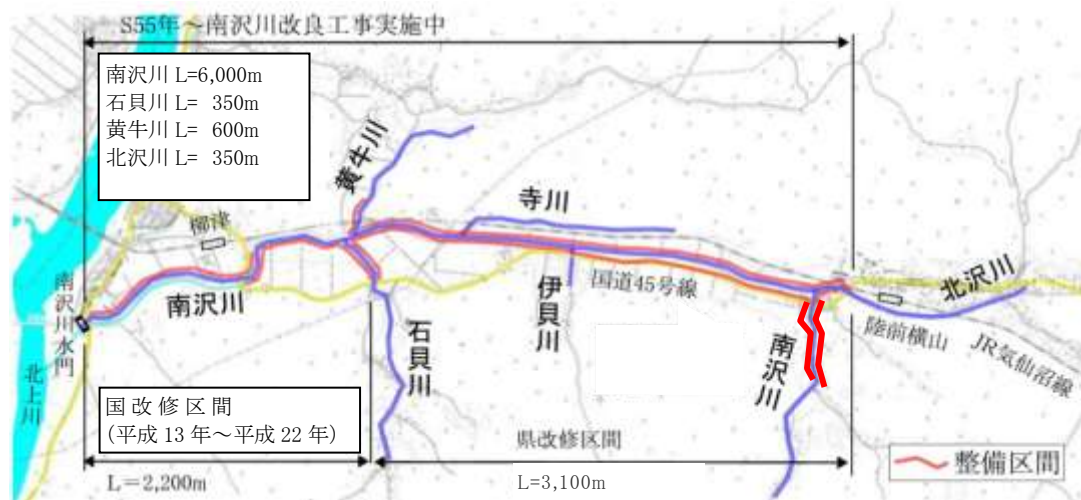 S55年～南沢川改良工事実施中
南沢川 L=6,000m
石貝川 L= 350m
黄牛川 L= 600m
北沢川 L= 350m
黄牛川
柳津
寺川
南沢川水門
南沢川
国道45号線
伊貝川
北沢川
陸前横山
JR気仙沼線
石貝川
南沢川
北上川
国改修区間
(平成 13 年～平成 22 年)
県改修区間
整備区間
L＝2,200m
L=3,100m